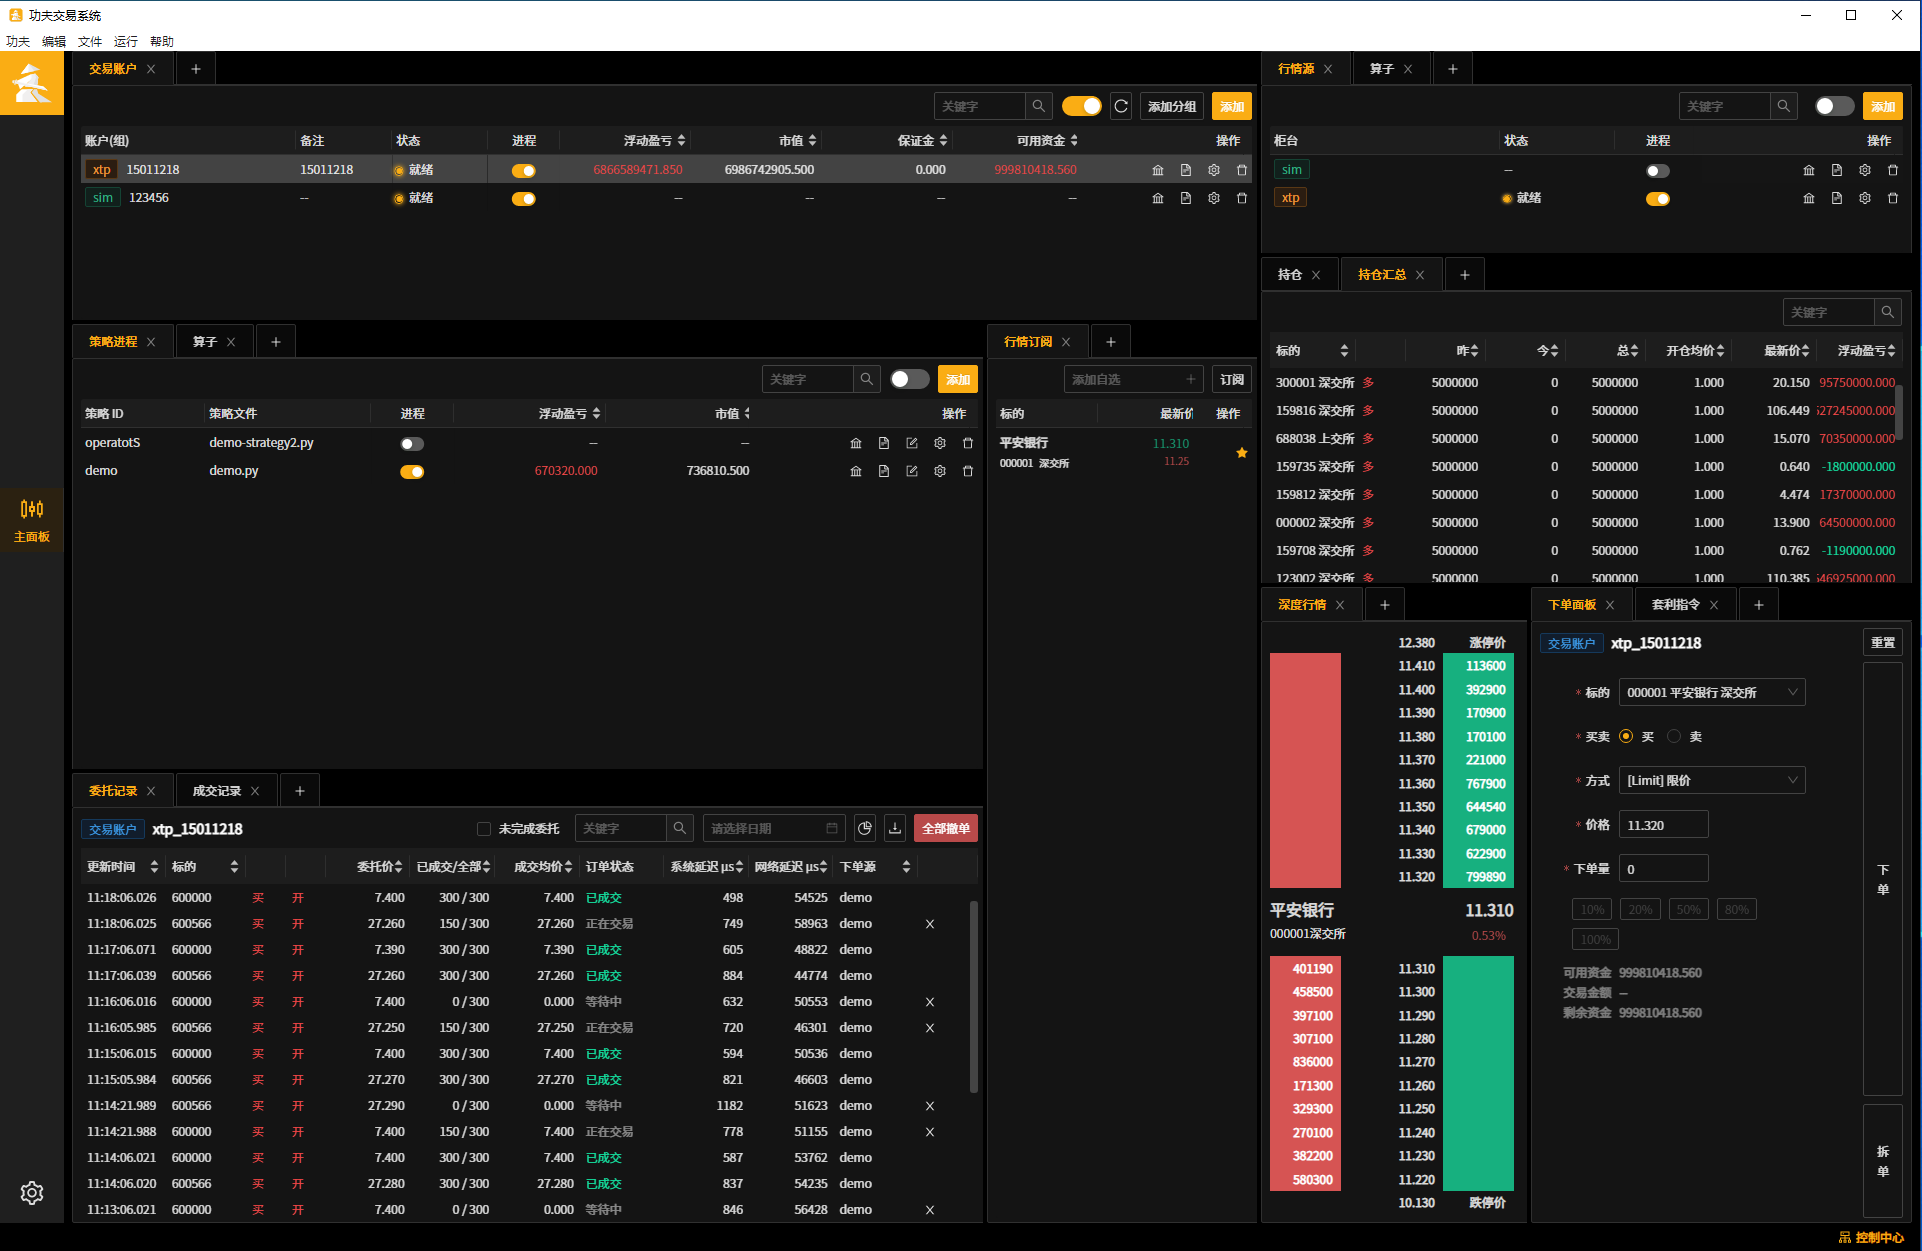 功夫交易系统
功夫 编辑 文件 运行 帮助
交易账户
关键字 添加分组 添加
账户(组) 备注 状态 进程 浮动盈亏 市值 保证金 可用资金 操作
xtp 15011218 15011218 就绪 6866589471.850 6986742905.500 0.000 999810418.560
sim 123456 -- 就绪 -- -- -- --
行情源 算子
关键字 添加
柜台 状态 进程 操作
sim --
xtp 就绪
持仓 持仓汇总
关键字
标的 昨 今 总 开仓均价 最新价 浮动盈亏
300001 深交所 多 5000000 0 5000000 1.000 20.150 95750000.000
159816 深交所 多 5000000 0 5000000 1.000 106.449 527245000.000
688038 上交所 多 5000000 0 5000000 1.000 15.070 70350000.000
159735 深交所 多 5000000 0 5000000 1.000 0.640 -1800000.000
159812 深交所 多 5000000 0 5000000 1.000 4.474 17370000.000
000002 深交所 多 5000000 0 5000000 1.000 13.900 64500000.000
159708 深交所 多 5000000 0 5000000 1.000 0.762 -1190000.000
123002 深交所 多 5000000 0 5000000 1.000 110.385 546925000.000
策略进程 算子
关键字 添加
策略 ID 策略文件 进程 浮动盈亏 市值 操作
operatotS demo-strategy2.py -- --
demo demo.py 670320.000 736810.500
行情订阅
添加自选 订阅
标的 最新价 操作
平安银行 11.310
000001 深交所 11.25
主面板
委托记录 成交记录
交易账户 xtp_15011218 未完成委托 关键字 请选择日期 全部撤单
更新时间 标的 委托价 已成交/全部 成交均价 订单状态 系统延迟 μs 网络延迟 μs 下单源
11:18:06.026 600000 买 开 7.400 300 / 300 7.400 已成交 498 54525 demo
11:18:06.025 600566 买 开 27.260 150 / 300 27.260 正在交易 749 58963 demo
11:17:06.071 600000 买 开 7.390 300 / 300 7.390 已成交 605 48822 demo
11:17:06.039 600566 买 开 27.260 300 / 300 27.260 已成交 884 44774 demo
11:16:06.016 600000 买 开 7.400 0 / 300 0.000 等待中 632 50553 demo
11:16:05.985 600566 买 开 27.250 150 / 300 27.250 正在交易 720 46301 demo
11:15:06.015 600000 买 开 7.400 300 / 300 7.400 已成交 594 50536 demo
11:15:05.984 600566 买 开 27.270 300 / 300 27.270 已成交 821 46603 demo
11:14:21.989 600566 买 开 27.290 0 / 300 0.000 等待中 1182 51623 demo
11:14:21.988 600000 买 开 7.400 150 / 300 7.400 正在交易 778 51155 demo
11:14:06.021 600000 买 开 7.400 300 / 300 7.400 已成交 587 53762 demo
11:14:06.020 600566 买 开 27.280 300 / 300 27.280 已成交 837 54235 demo
11:13:06.021 600000 买 开 7.400 0 / 300 0.000 等待中 846 56428 demo
深度行情
12.380 涨停价
11.410 113600
11.400 392900
11.390 170900
11.380 170100
11.370 221000
11.360 767900
11.350 644540
11.340 679000
11.330 622900
11.320 799890
平安银行 11.310
000001深交所 0.53%
401190 11.310
458500 11.300
397100 11.290
307100 11.280
836000 11.270
171300 11.260
329300 11.250
270100 11.240
382200 11.230
580300 11.220
10.130 跌停价
下单面板 套利指令
交易账户 xtp_15011218 重置
* 标的 000001 平安银行 深交所
* 买卖 买 卖
* 方式 [Limit] 限价
* 价格 11.320
* 下单量 0
10% 20% 50% 80%
100%
可用资金 999810418.560
交易金额 --
剩余资金 999810418.560
下单
拆单
控制中心